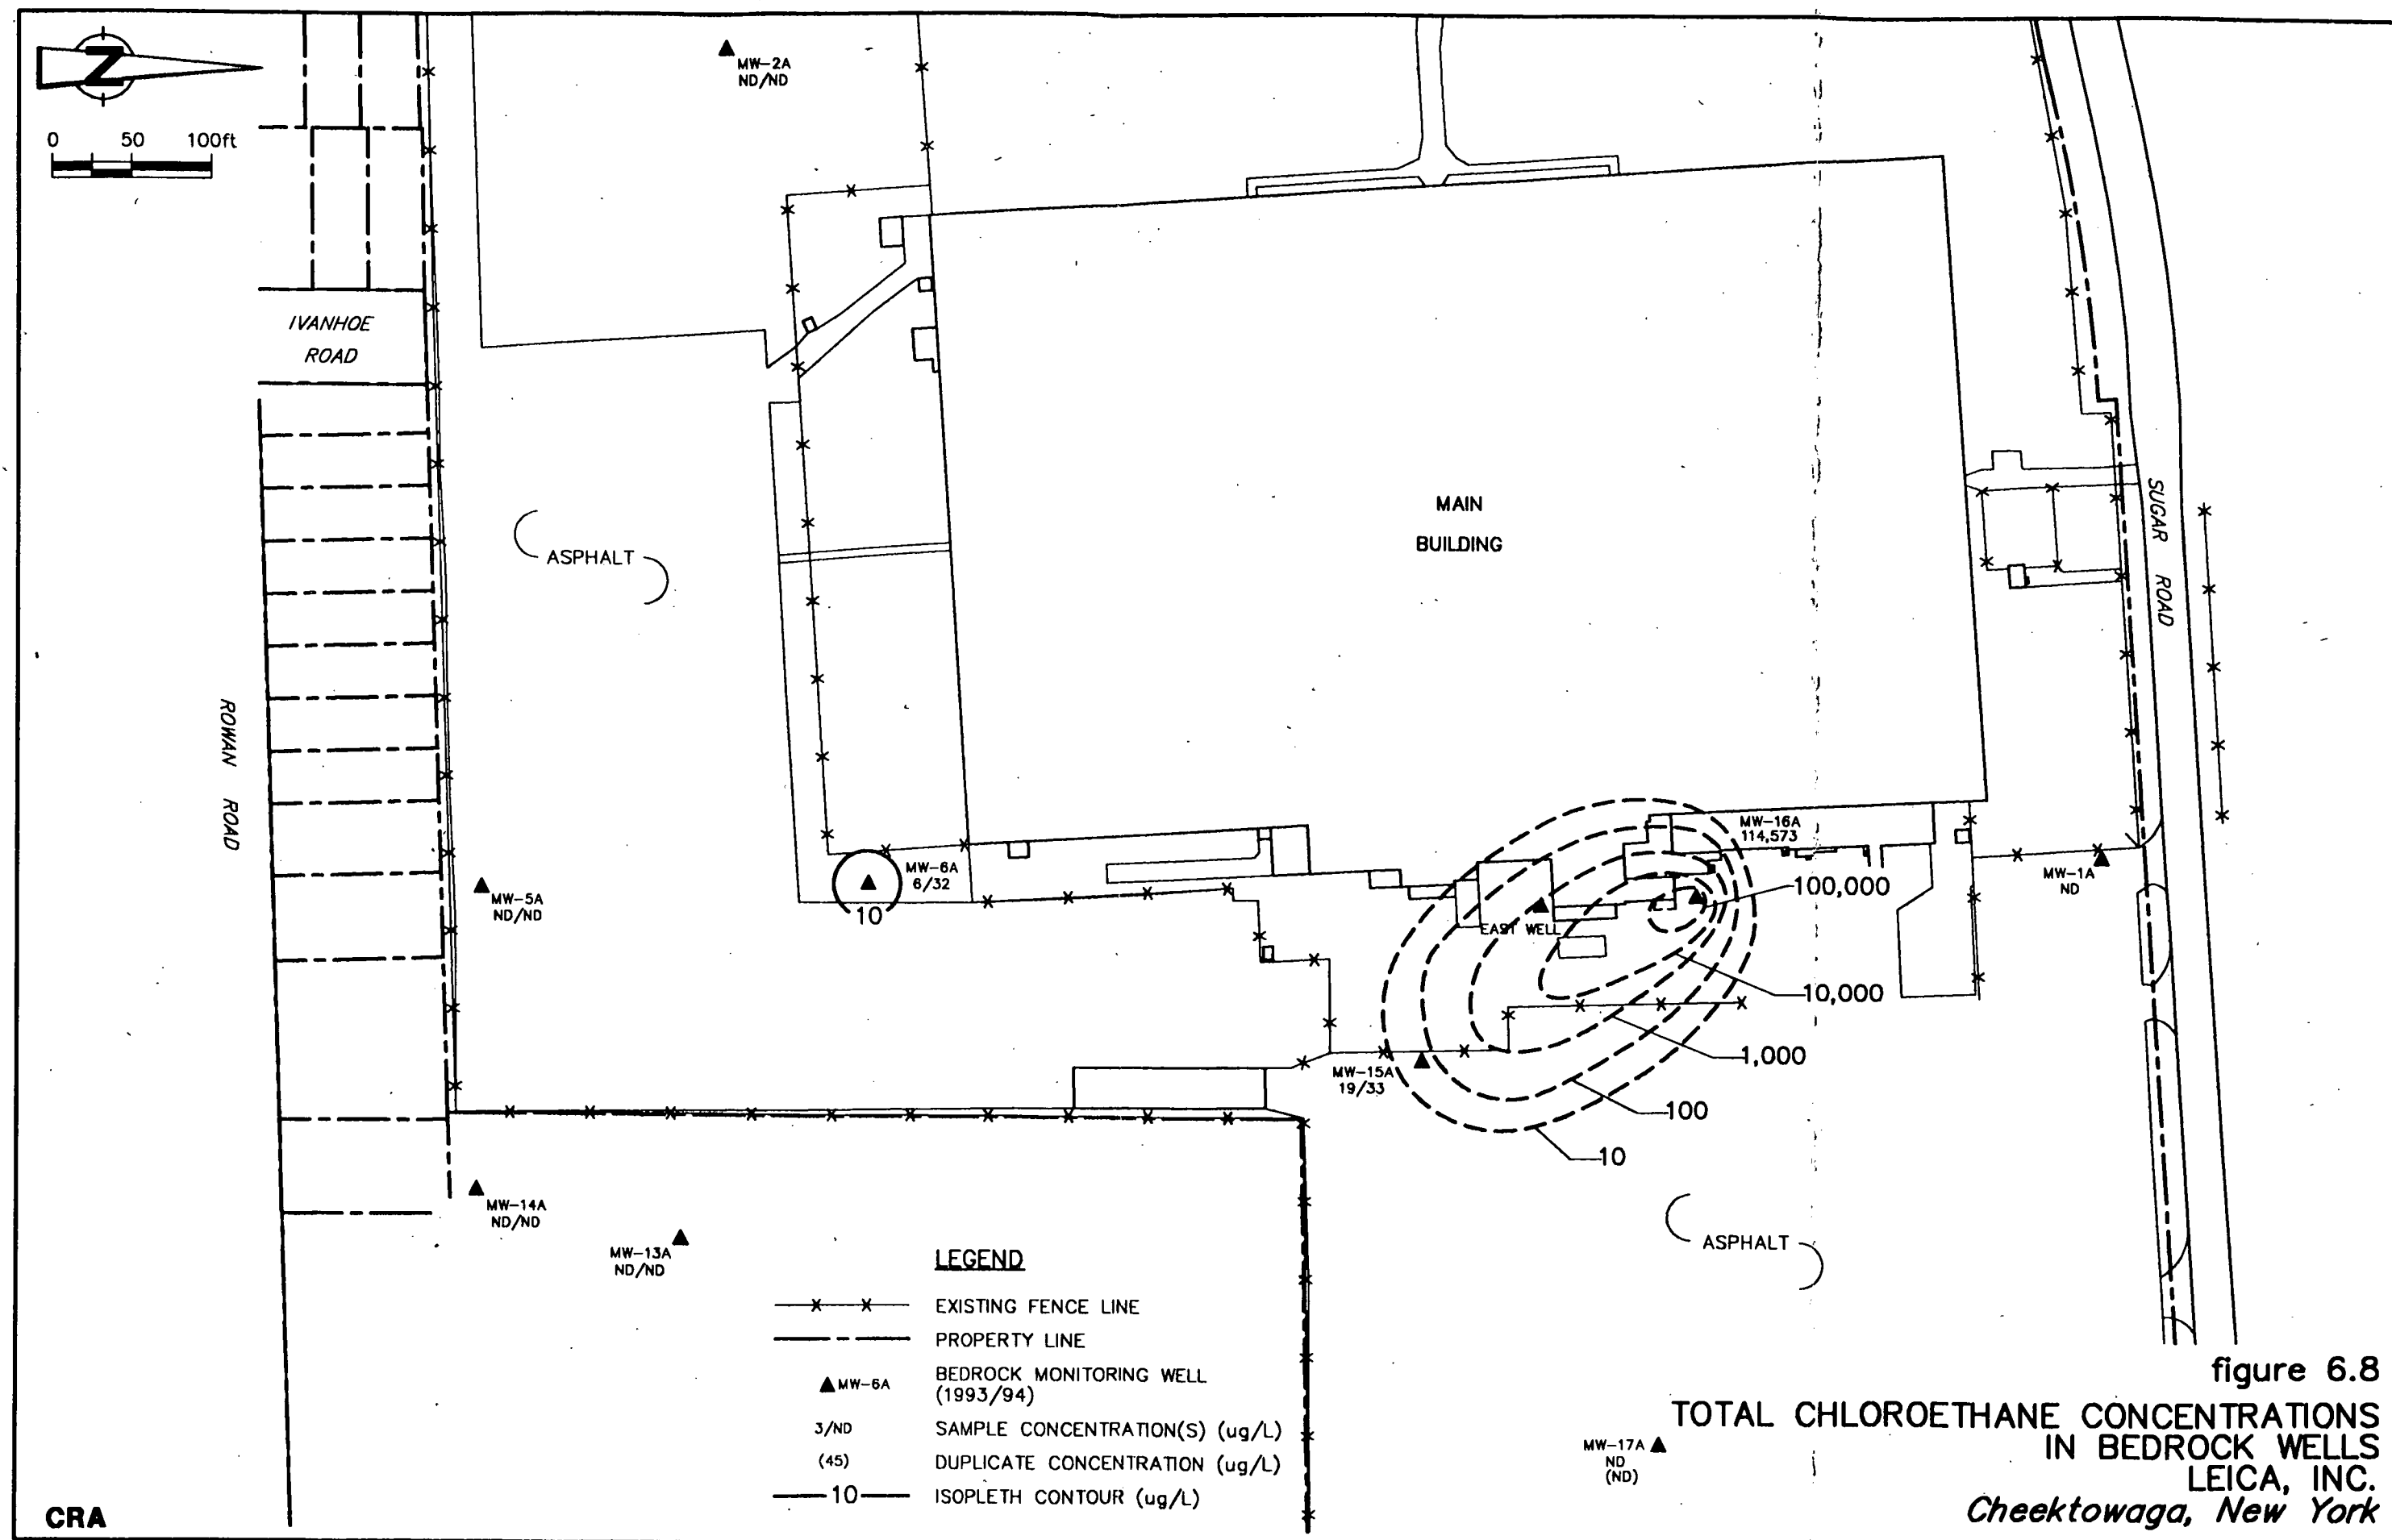 N
0 50 100ft
MW-2A
ND/ND
IVANHOE
ROAD
ROWAN ROAD
ASPHALT
MAIN
BUILDING
SUGAR ROAD
MW-16A
114,573
MW-6A
6/32
10
MW-5A
ND/ND
EAST WELL
MW-1A
ND
100,000
10,000
1,000
100
10
MW-15A
19/33
MW-14A
ND/ND
MW-13A
ND/ND
ASPHALT
MW-17A
ND
(ND)
LEGEND
EXISTING FENCE LINE
PROPERTY LINE
MW-6A BEDROCK MONITORING WELL
(1993/94)
3/ND SAMPLE CONCENTRATION(S) (ug/L)
(45) DUPLICATE CONCENTRATION (ug/L)
10 ISOPLETH CONTOUR (ug/L)
figure 6.8
TOTAL CHLOROETHANE CONCENTRATIONS
IN BEDROCK WELLS
LEICA, INC.
Cheektowaga, New York
CRA